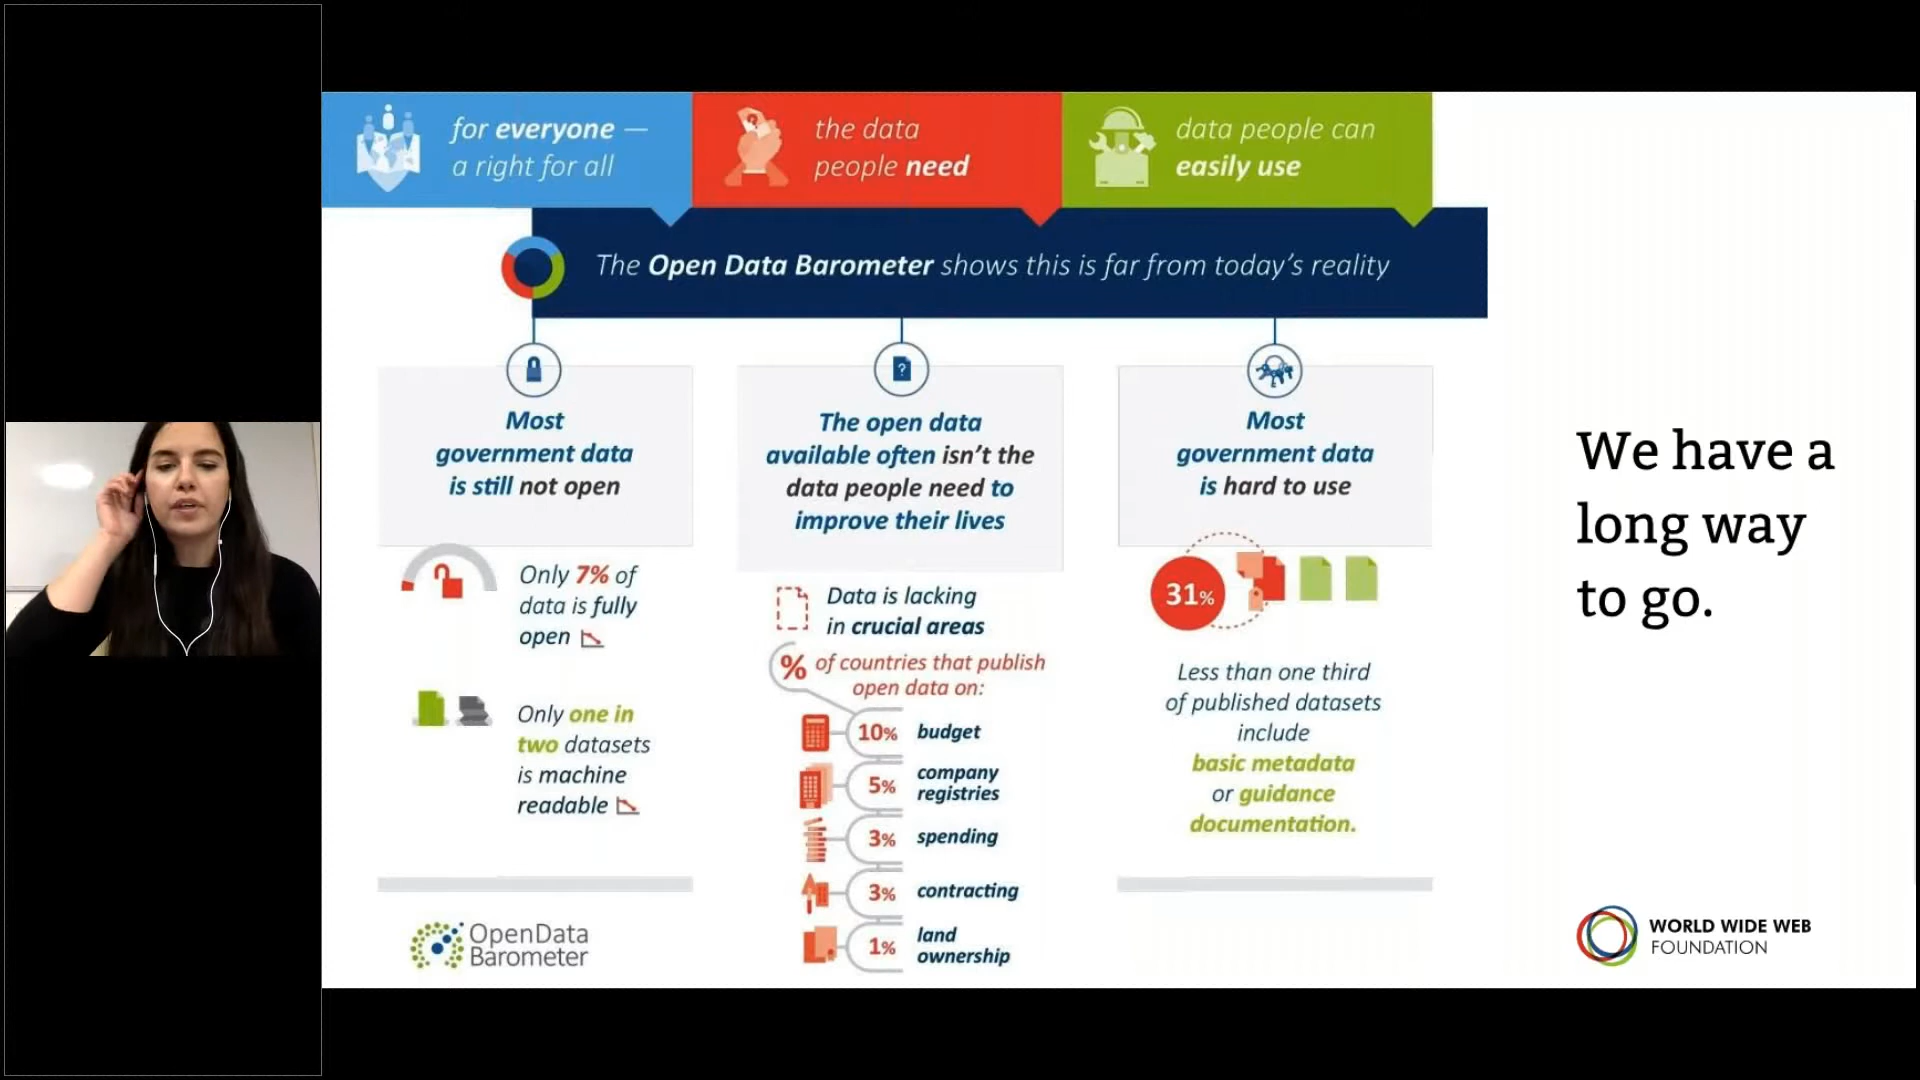 for everyone —
a right for all
the data
people need
data people can
easily use
The Open Data Barometer shows this is far from today's reality
Most
government data
is still not open
Only 7% of
data is fully
open
Only one in
two datasets
is machine
readable
?
The open data
available often isn't the
data people need to
improve their lives
Data is lacking
in crucial areas
% of countries that publish
open data on:
10% budget
5% company
registries
3% spending
3% contracting
1% land
ownership
Most
government data
is hard to use
31%
Less than one third
of published datasets
include
basic metadata
or guidance
documentation.
OpenData
Barometer
We have a
long way
to go.
WORLD WIDE WEB
FOUNDATION